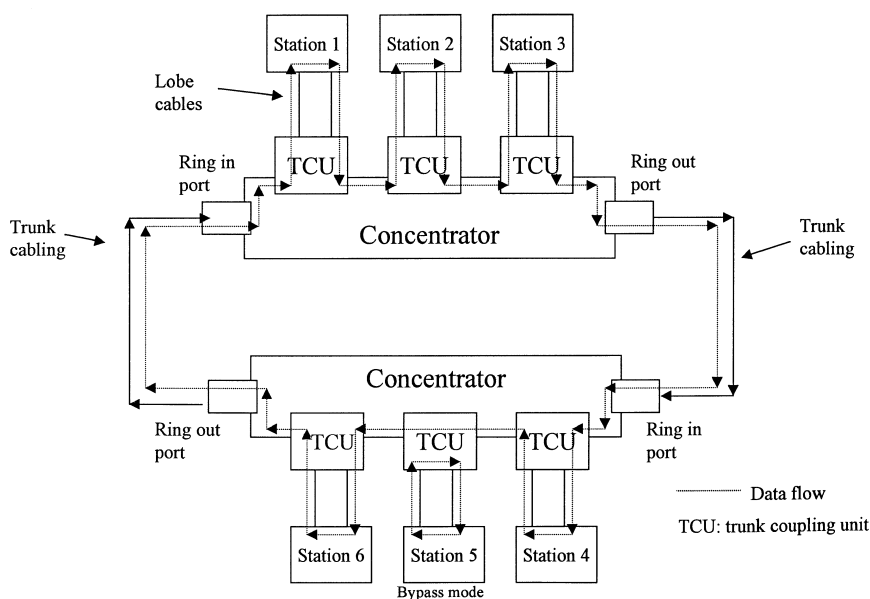 Station 1
Station 2
Station 3
Lobe
cables
TCU
TCU
TCU
Ring in
port
Ring out
port
Trunk
cabling
Concentrator
Trunk
cabling
Concentrator
Ring out
port
TCU
TCU
TCU
Ring in
port
Data flow
TCU: trunk coupling unit
Station 6
Station 5
Station 4
Bypass mode